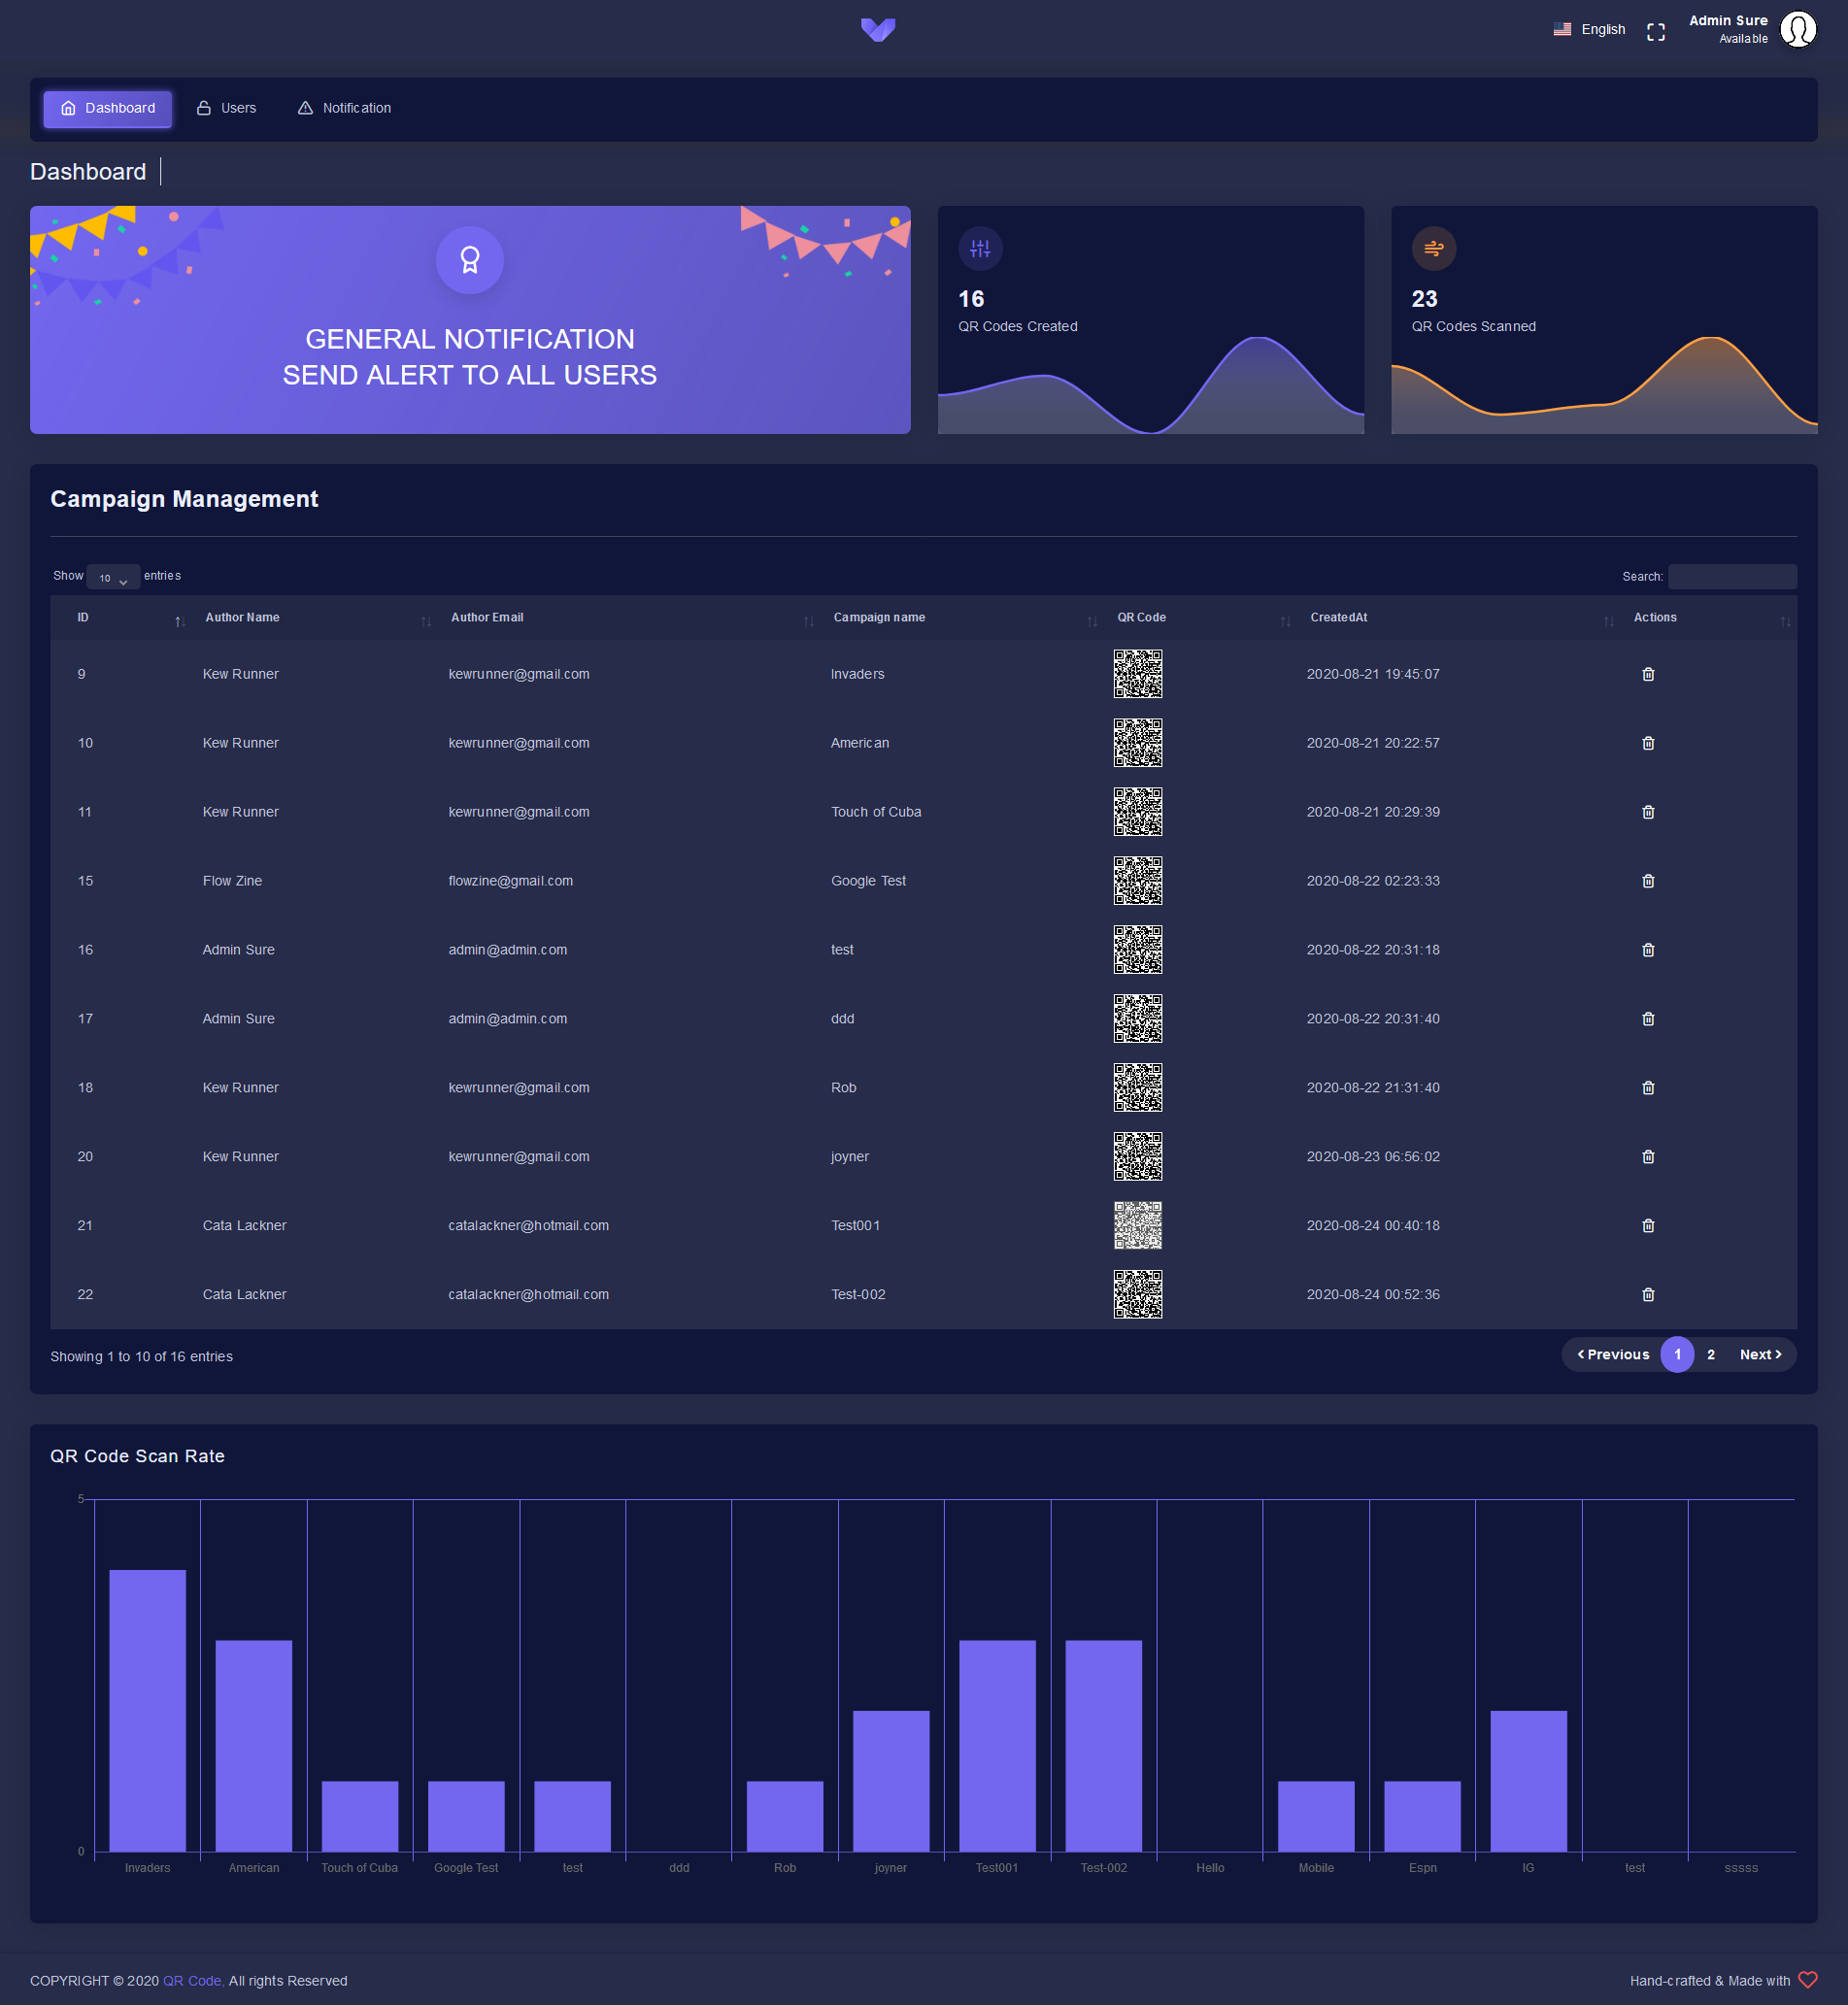 English
Admin Sure
Available
Dashboard Users Notification
Dashboard
GENERAL NOTIFICATION
SEND ALERT TO ALL USERS
16
QR Codes Created
23
QR Codes Scanned
Campaign Management
Show 10 entries
Search:
ID Author Name Author Email Campaign name QR Code CreatedAt Actions
9 Kew Runner kewrunner@gmail.com Invaders 2020-08-21 19:45:07
10 Kew Runner kewrunner@gmail.com American 2020-08-21 20:22:57
11 Kew Runner kewrunner@gmail.com Touch of Cuba 2020-08-21 20:29:39
15 Flow Zine flowzine@gmail.com Google Test 2020-08-22 02:23:33
16 Admin Sure admin@admin.com test 2020-08-22 20:31:18
17 Admin Sure admin@admin.com ddd 2020-08-22 20:31:40
18 Kew Runner kewrunner@gmail.com Rob 2020-08-22 21:31:40
20 Kew Runner kewrunner@gmail.com joyner 2020-08-23 06:56:02
21 Cata Lackner catalackner@hotmail.com Test001 2020-08-24 00:40:18
22 Cata Lackner catalackner@hotmail.com Test-002 2020-08-24 00:52:36
Showing 1 to 10 of 16 entries
Previous 1 2 Next
QR Code Scan Rate
5
0
Invaders American Touch of Cuba Google Test test ddd Rob joyner Test001 Test-002 Hello Mobile Espn IG test sssss
COPYRIGHT © 2020 QR Code, All rights Reserved
Hand-crafted & Made with